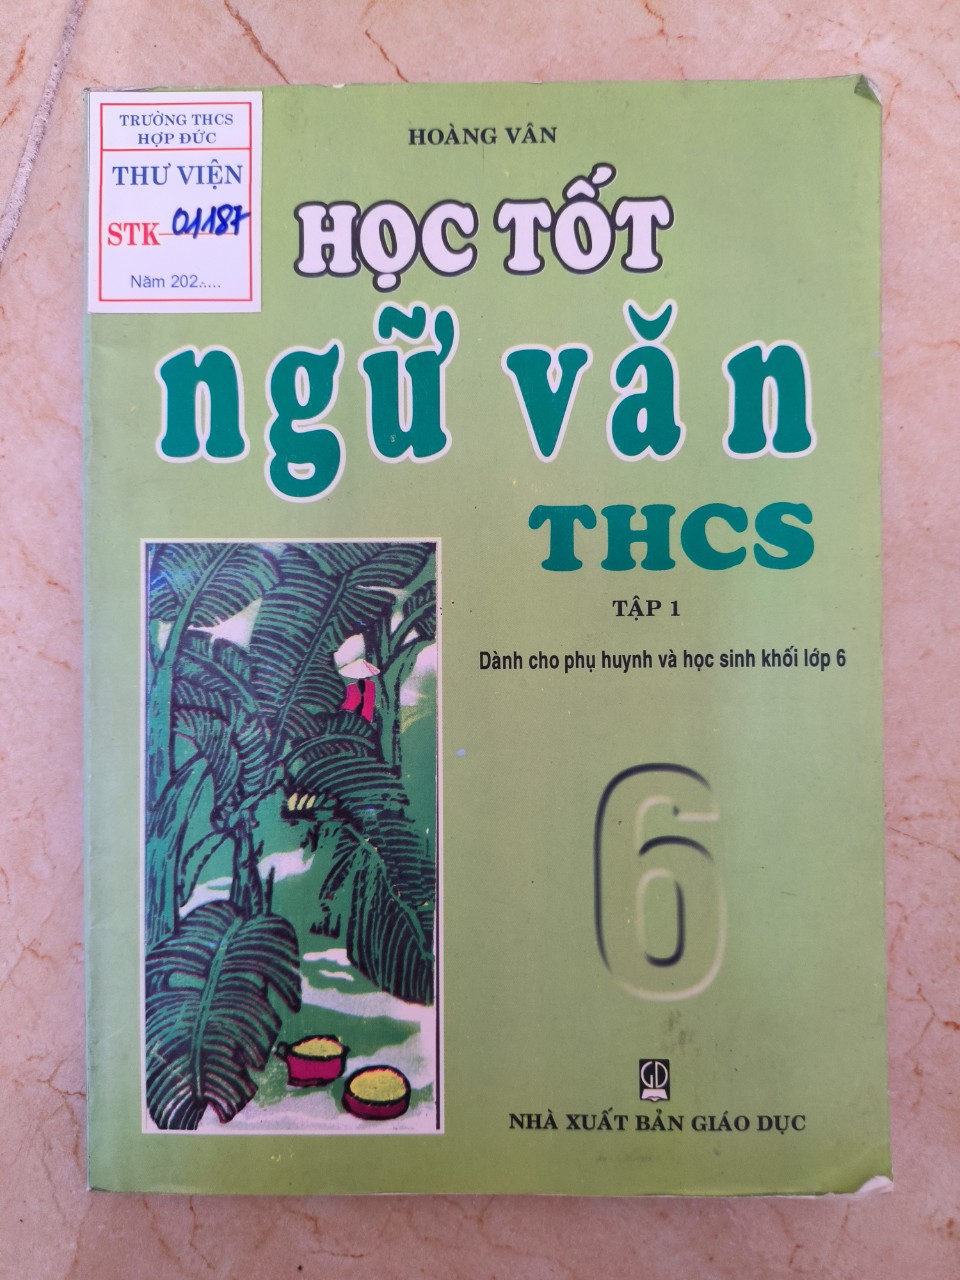 TRƯỜNG THCS
HỢP ĐỨC
THƯ VIỆN
STK 01187
Năm 202.....
HOÀNG VÂN
HỌC TỐT
ngữ văn
THCS
TẬP 1
Dành cho phụ huynh và học sinh khối lớp 6
6
GD
NHÀ XUẤT BẢN GIÁO DỤC